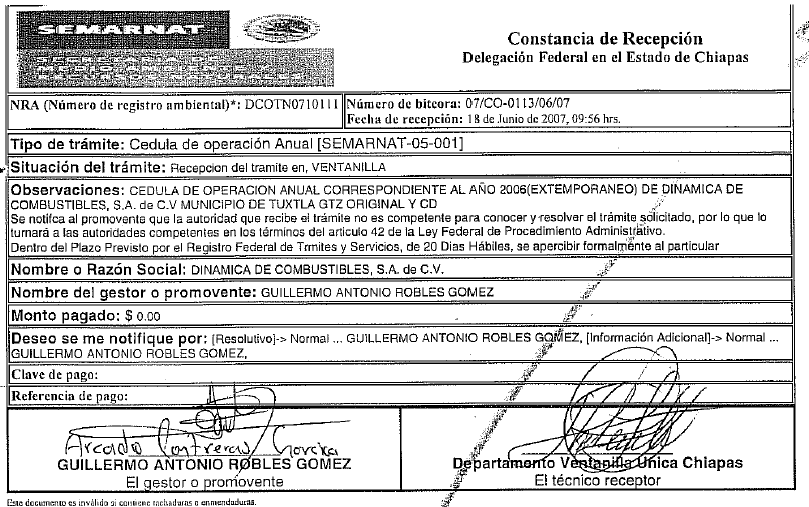 SEMARNAT
Constancia de Recepción
Delegación Federal en el Estado de Chiapas
NRA (Número de registro ambiental)*: DCOTN0710111
Número de bitcora: 07/CO-0113/06/07
Fecha de recepción: 18 de Junio de 2007, 09:56 hrs.
Tipo de trámite: Cedula de operación Anual [SEMARNAT-05-001]
Situación del trámite: Recepcion del tramite en, VENTANILLA
Observaciones: CEDULA DE OPERACION ANUAL CORRESPONDIENTE AL AÑO 2006(EXTEMPORANEO) DE DINAMICA DE
COMBUSTIBLES, S.A. de C.V MUNICIPIO DE TUXTLA GTZ ORIGINAL Y CD
Se notifca al promovente que la autoridad que recibe el trámite no es competente para conocer y resolver el trámite solicitado, por lo que lo
turnará a las autoridades competentes en los términos del articulo 42 de la Ley Federal de Procedimiento Administrativo.
Dentro del Plazo Previsto por el Registro Federal de Trmites y Servicios, de 20 Dias Hábiles, se apercibir formalmente al particular
Nombre o Razón Social: DINAMICA DE COMBUSTIBLES, S.A. de C.V.
Nombre del gestor o promovente: GUILLERMO ANTONIO ROBLES GOMEZ
Monto pagado: $ 0.00
Deseo se me notifique por: [Resolutivo]-> Normal ... GUILLERMO ANTONIO ROBLES GOMEZ, [Información Adicional]-> Normal ...
GUILLERMO ANTONIO ROBLES GOMEZ,
Clave de pago:
Referencia de pago:
GUILLERMO ANTONIO ROBLES GOMEZ
El gestor o promovente
Departamento Ventanilla Unica Chiapas
El técnico receptor
Este documento es inválido si contiene tachaduras o enmendaduras.